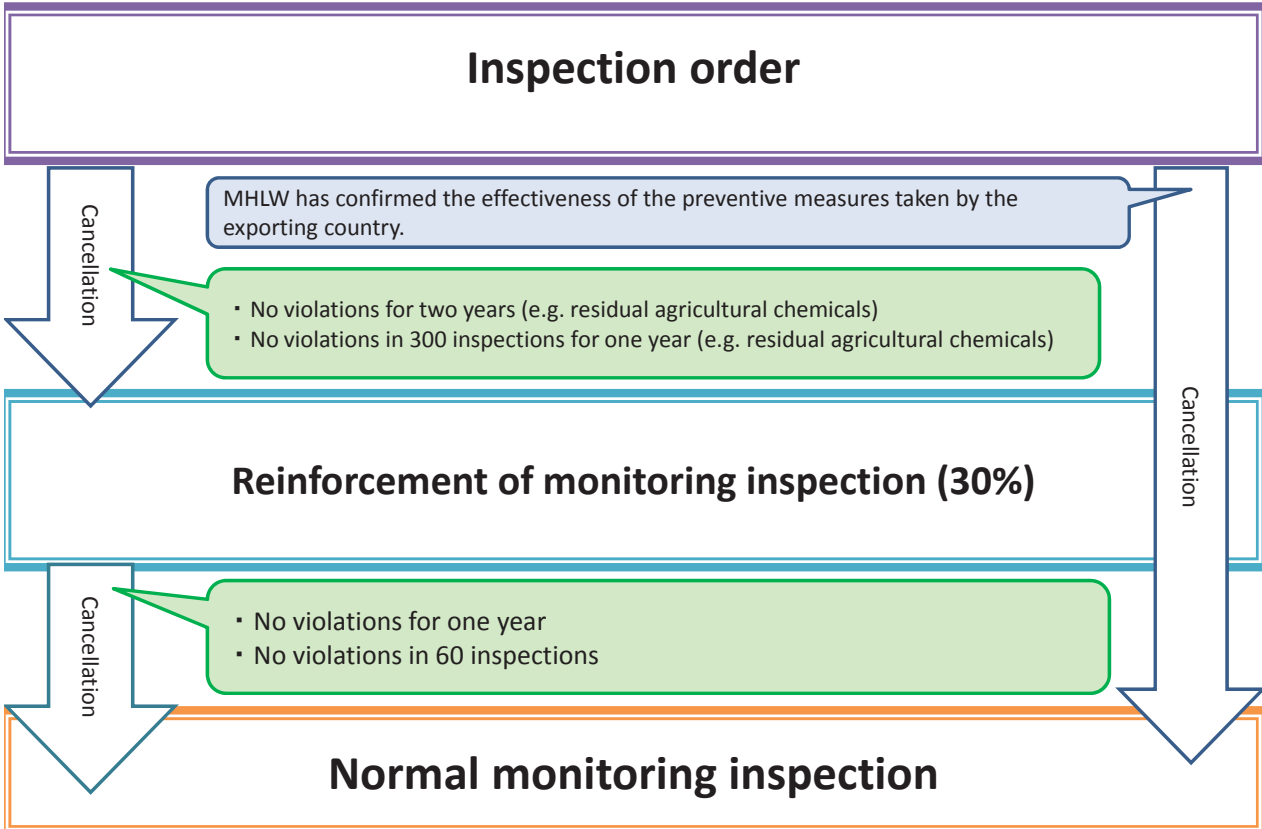 Inspection order
MHLW has confirmed the effectiveness of the preventive measures taken by the
exporting country.
Cancellation
・No violations for two years (e.g. residual agricultural chemicals)
・No violations in 300 inspections for one year (e.g. residual agricultural chemicals)
Cancellation
Reinforcement of monitoring inspection (30%)
・No violations for one year
・No violations in 60 inspections
Cancellation
Normal monitoring inspection